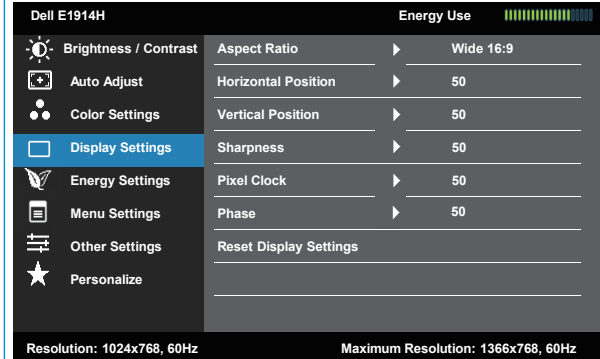 Dell E1914H Energy Use
Brightness / Contrast Aspect Ratio Wide 16:9
Auto Adjust Horizontal Position 50
Color Settings Vertical Position 50
Display Settings Sharpness 50
Energy Settings Pixel Clock 50
Menu Settings Phase 50
Other Settings Reset Display Settings
Personalize
Resolution: 1024x768, 60Hz Maximum Resolution: 1366x768, 60Hz